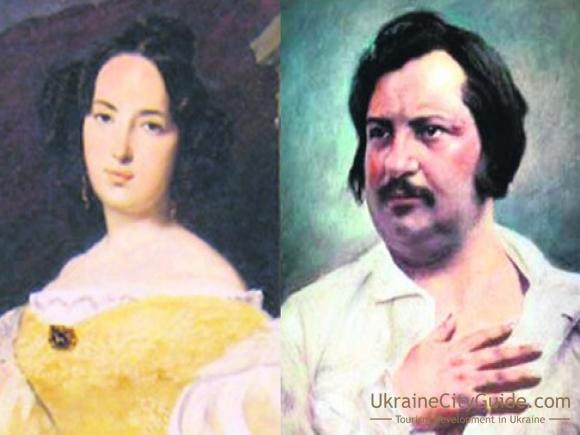 UkraineCityGuide.com
Tourism Development in Ukraine